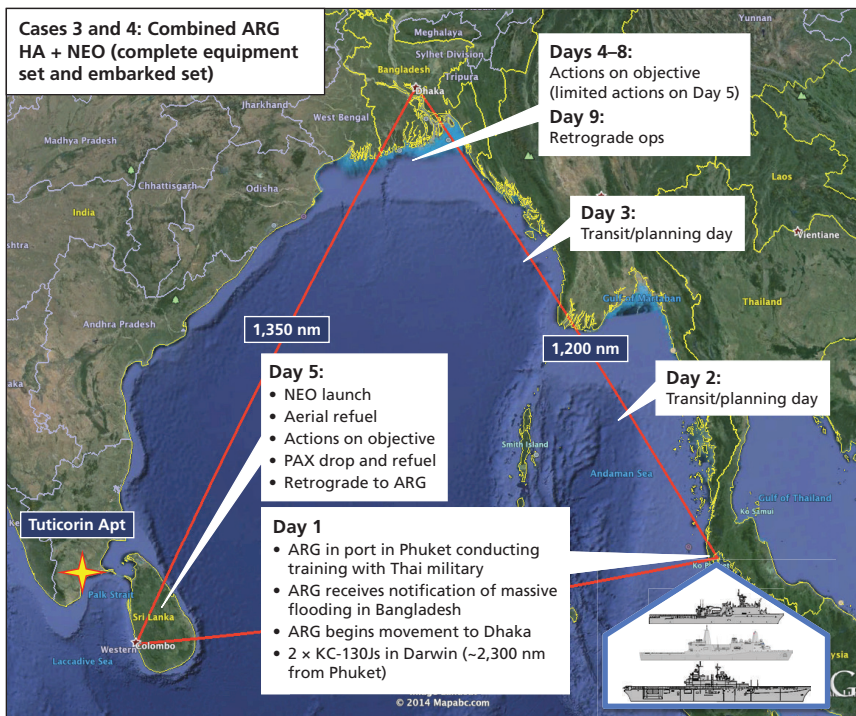 Cases 3 and 4: Combined ARG
HA + NEO (complete equipment
set and embarked set)
Meghalaya
Sylhet Division
Bangladesh
Tripura
Dhaka
West Bengal
Jharkhand
Madhya Pradesh
Chhattisgarh
Odisha
India
Andhra Pradesh
Yunnan
Laos
Vientiane
Thailand
Gulf of Martaban
Days 4–8:
Actions on objective
(limited actions on Day 5)
Day 9:
Retrograde ops
Day 3:
Transit/planning day
1,350 nm
1,200 nm
Day 2:
Transit/planning day
Day 5:
• NEO launch
• Aerial refuel
• Actions on objective
• PAX drop and refuel
• Retrograde to ARG
Smith Island
Andaman Sea
Gulf of Thailand
Ko Samui
Tuticorin Apt
Palk Strait
Sri Lanka
Western
Colombo
Laccadive Sea
Day 1
• ARG in port in Phuket conducting
training with Thai military
• ARG receives notification of massive
flooding in Bangladesh
• ARG begins movement to Dhaka
• 2 × KC-130Js in Darwin (~2,300 nm
from Phuket)
© 2014 Mapabc.com